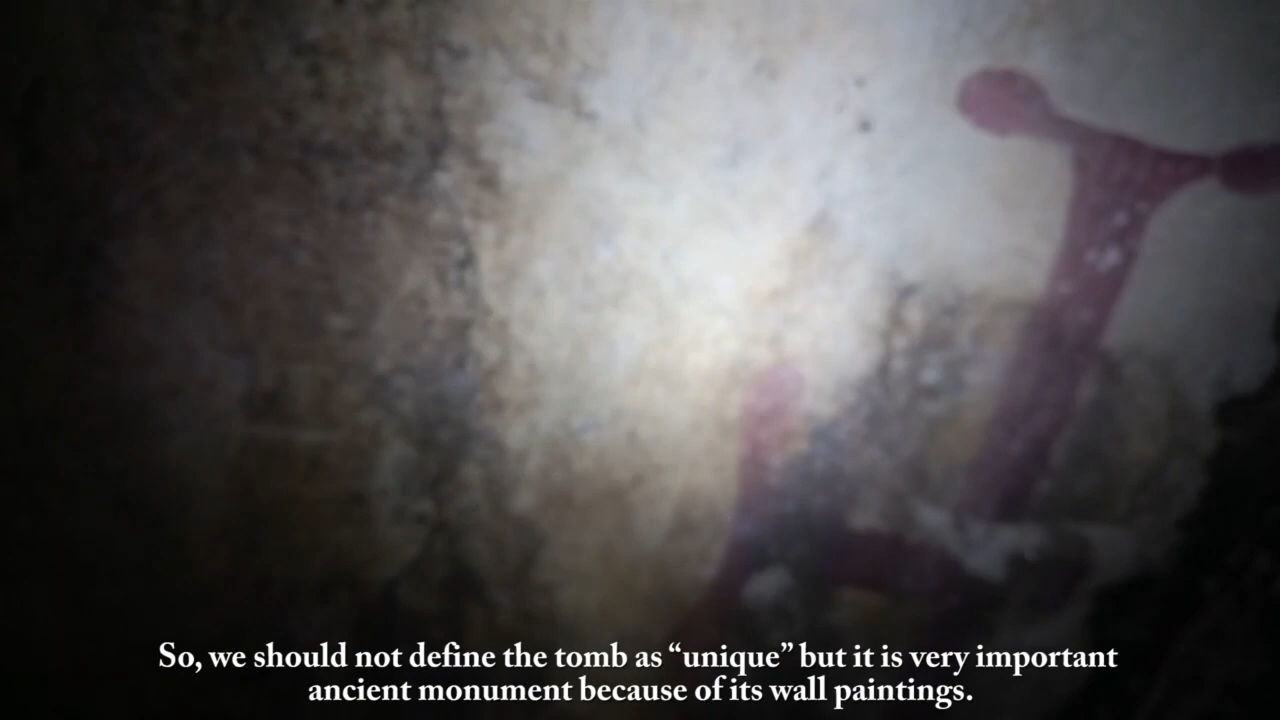 So, we should not define the tomb as “unique” but it is very important
ancient monument because of its wall paintings.